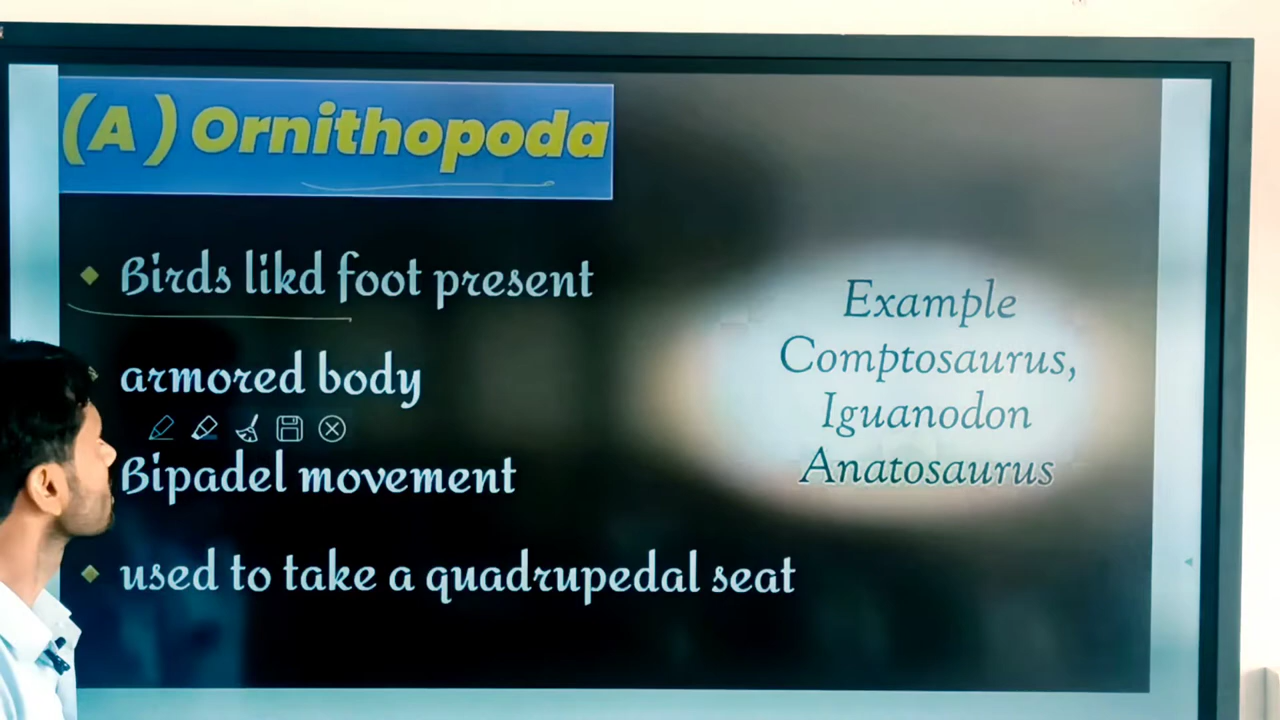 (A) Ornithopoda
Birds likd foot present
armored body
Bipadel movement
used to take a quadrupedal seat
Example
Comptosaurus,
Iguanodon
Anatosaurus